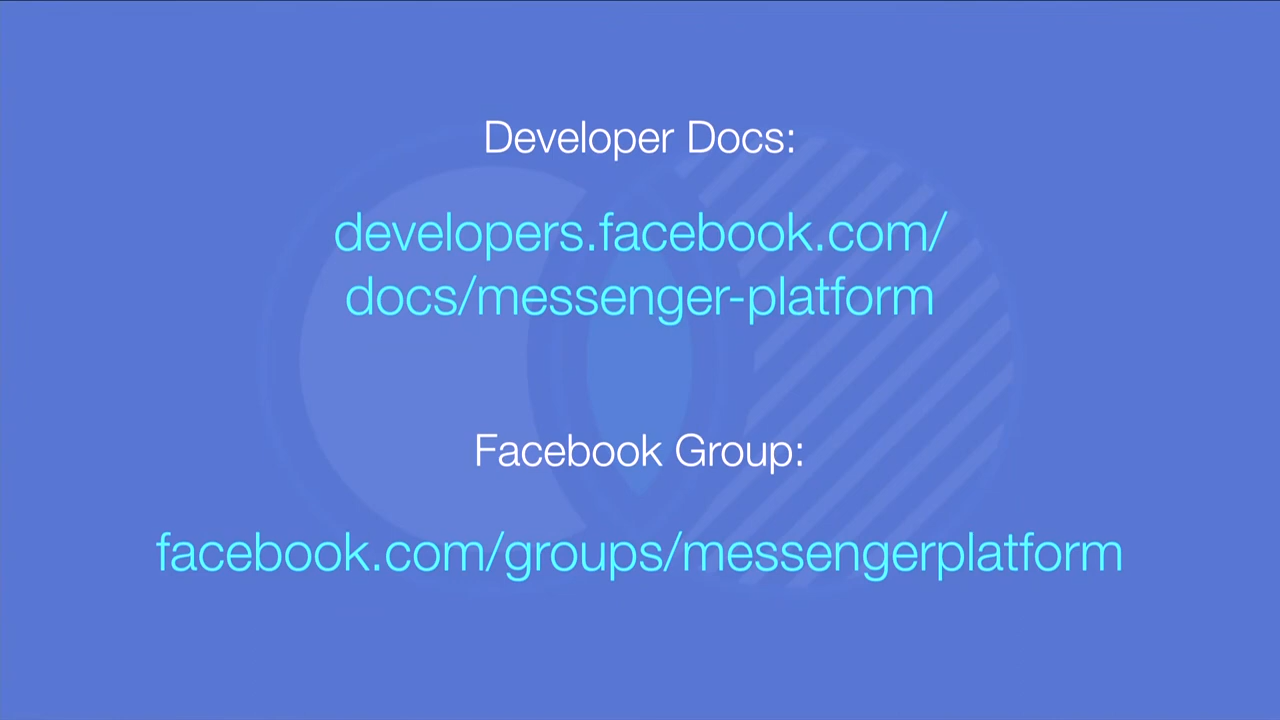 Developer Docs:
developers.facebook.com/
docs/messenger-platform
Facebook Group:
facebook.com/groups/messengerplatform